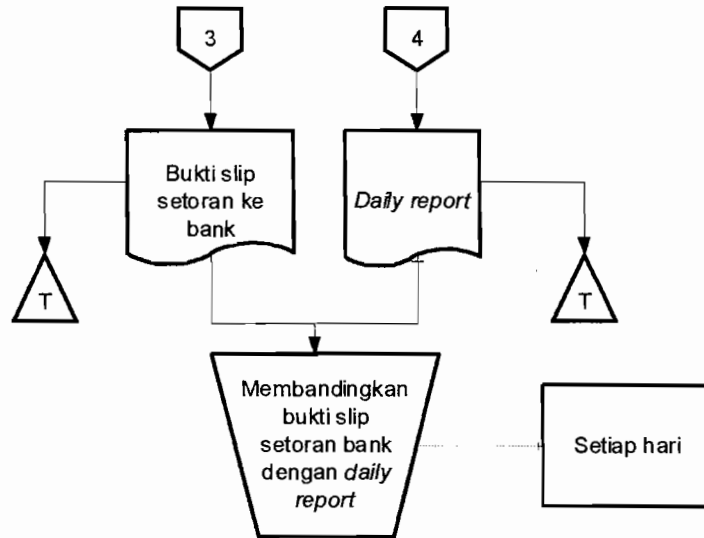 3
4
Bukti slip
setoran ke
bank
Daily report
T
T
Membandingkan
bukti slip
setoran bank
dengan daily
report
Setiap hari